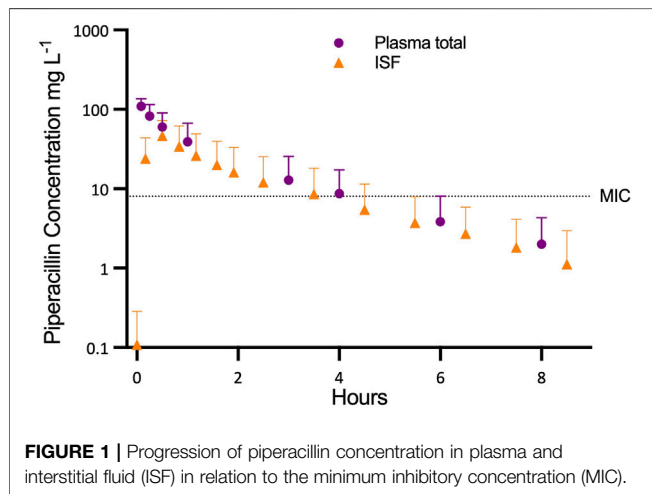 Plasma total
ISF
Piperacillin Concentration mg L-1
1000
100
10
1
0.1
MIC
0
2
4
6
8
Hours
FIGURE 1 | Progression of piperacillin concentration in plasma and
interstitial fluid (ISF) in relation to the minimum inhibitory concentration (MIC).